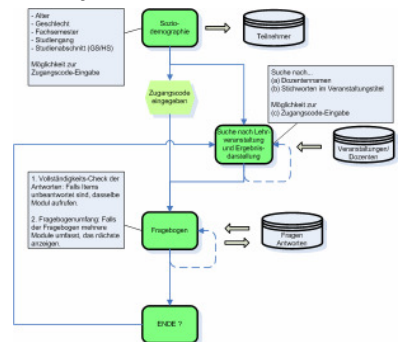 - Alter
- Geschlecht
- Fachsemester
- Studiengang
- Studienabschnitt (GS/HS)
Möglichkeit zur
Zugangscode-Eingabe
Sozio-
demographie
Teilnehmer
Zugangscode
eingegeben
Suche nach...
(a) Dozentennamen
(b) Stichworten im Veranstaltungstitel
Möglichkeit zur
(c) Zugangscode-Eingabe
Suche nach Lehr-
veranstaltung
und Ergebnis-
darstellung
Veranstaltungen/
Dozenten
1. Vollständigkeits-Check der
Antworten: Falls Items
unbeantwortet sind, dasselbe
Modul aufrufen.
2. Fragebogenumfang: Falls
der Fragebogen mehrere
Module umfasst, das nächste
anzeigen.
Fragebogen
Fragen
Antworten
ENDE ?